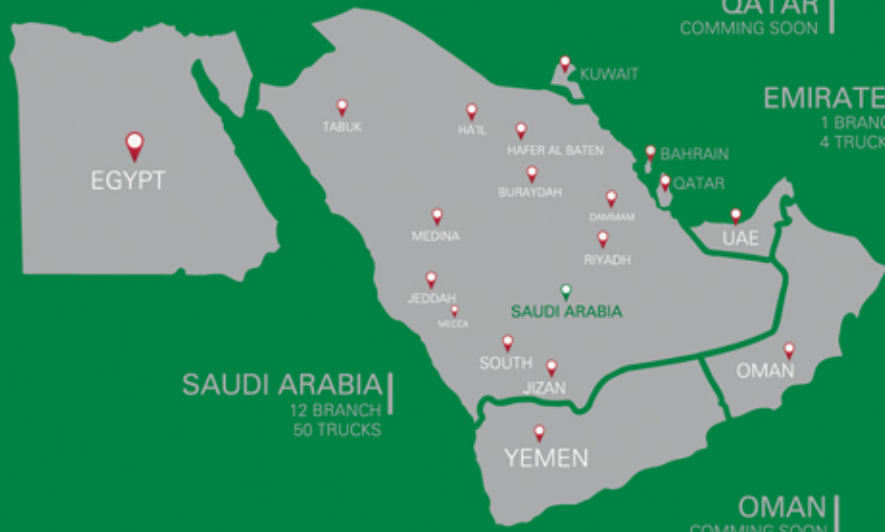 QATAR
COMMING SOON
KUWAIT
EMIRATE
1 BRANC
4 TRUCK
TABUK
HA'IL
HAFER AL BATEN
BAHRAIN
EGYPT
BURAYDAH
QATAR
DAMMAM
MEDINA
UAE
RIYADH
JEDDAH
SAUDI ARABIA
MECCA
SOUTH
OMAN
JIZAN
SAUDI ARABIA
12 BRANCH
50 TRUCKS
YEMEN
OMAN
COMMING SOON